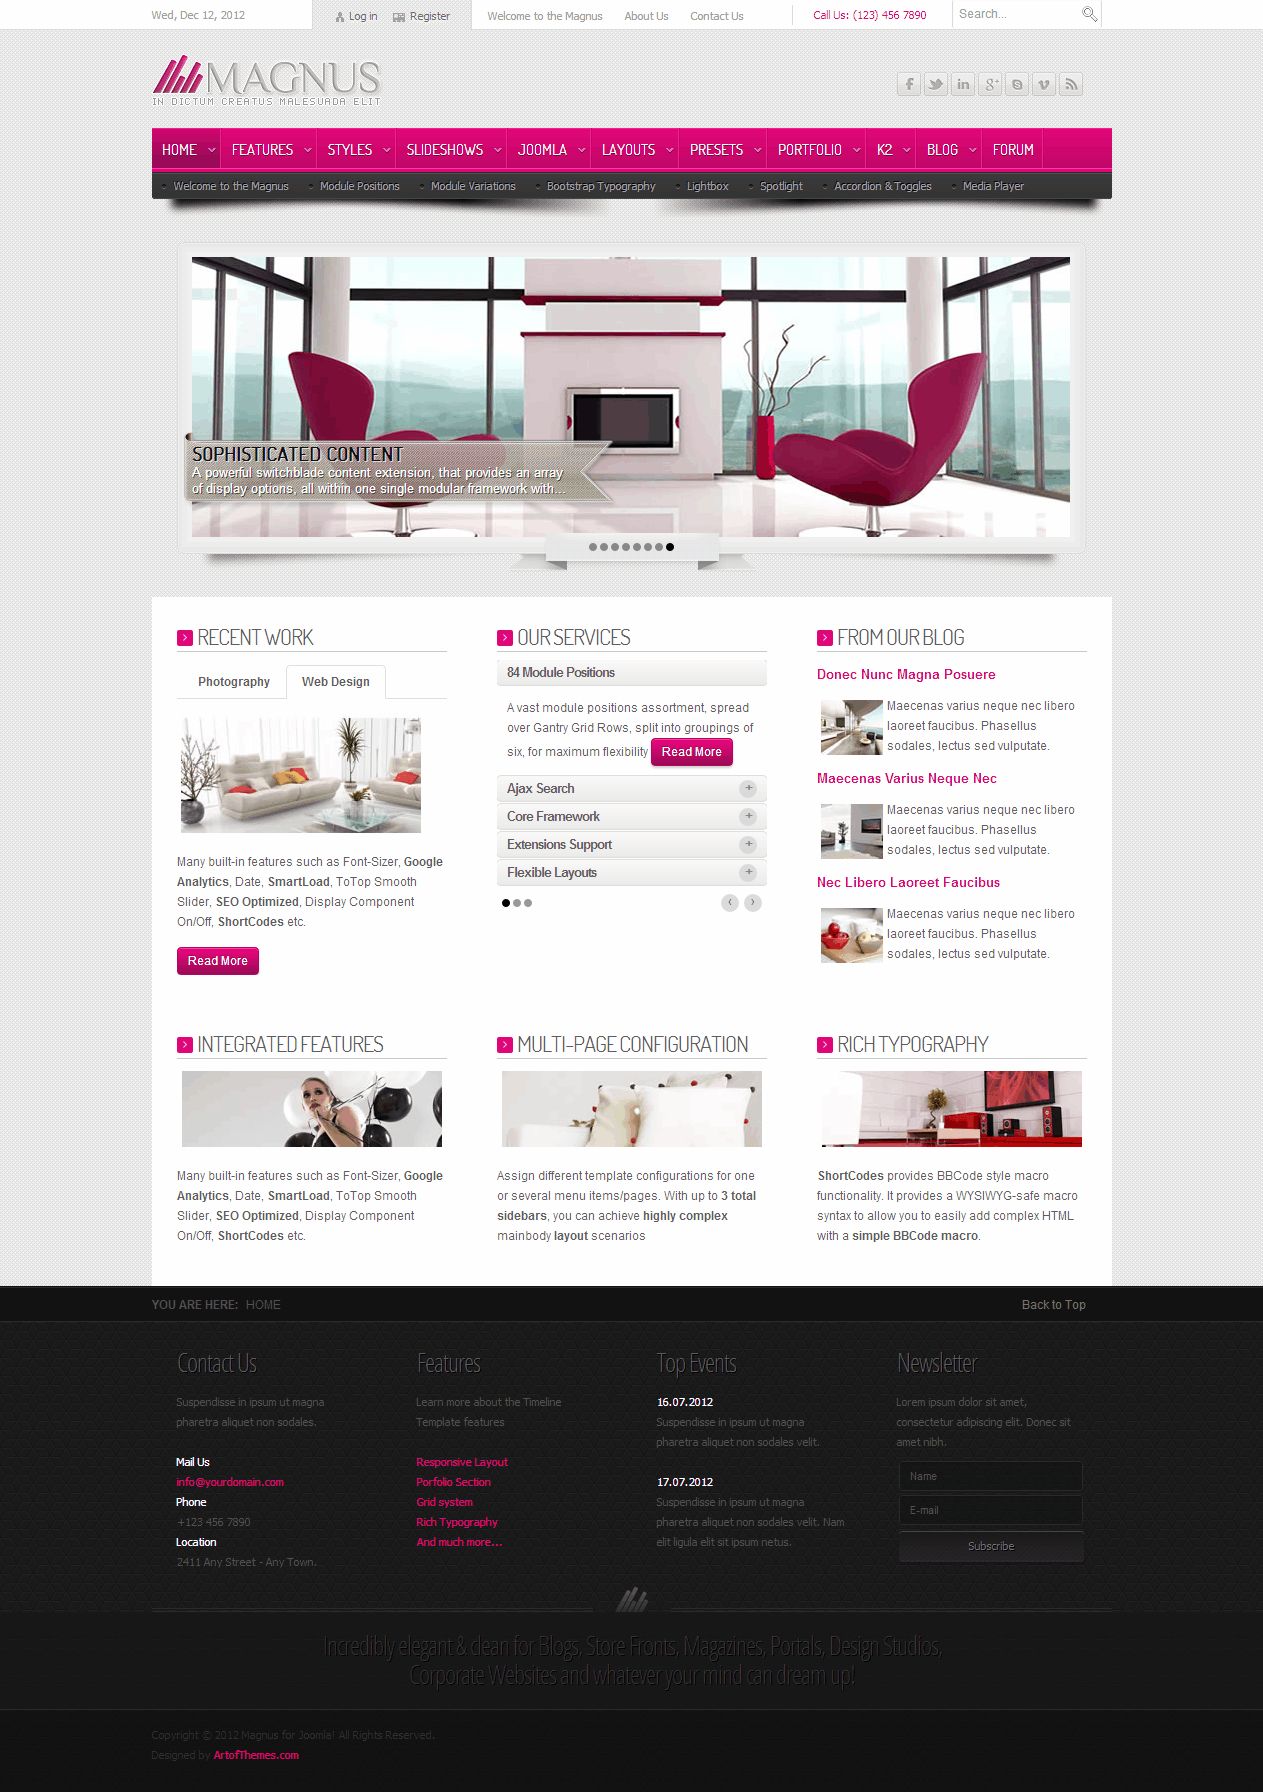 Wed, Dec 12, 2012
Log in
Register
Welcome to the Magnus
About Us
Contact Us
Call Us: (123) 456 7890
Search...
MAGNUS
IN DICTUM CREATUS MALESUADA ELIT
HOME
FEATURES
STYLES
SLIDESHOWS
JOOMLA
LAYOUTS
PRESETS
PORTFOLIO
K2
BLOG
FORUM
Welcome to the Magnus
Module Positions
Module Variations
Bootstrap Typography
Lightbox
Spotlight
Accordion & Toggles
Media Player
SOPHISTICATED CONTENT
A powerful switchblade content extension, that provides an array
of display options, all within one single modular framework with...
RECENT WORK
Photography
Web Design
Many built-in features such as Font-Sizer, Google
Analytics, Date, SmartLoad, ToTop Smooth
Slider, SEO Optimized, Display Component
On/Off, ShortCodes etc.
Read More
OUR SERVICES
84 Module Positions
A vast module positions assortment, spread
over Gantry Grid Rows, split into groupings of
six, for maximum flexibility Read More
Ajax Search
Core Framework
Extensions Support
Flexible Layouts
FROM OUR BLOG
Donec Nunc Magna Posuere
Maecenas varius neque nec libero
laoreet faucibus. Phasellus
sodales, lectus sed vulputate.
Maecenas Varius Neque Nec
Maecenas varius neque nec libero
laoreet faucibus. Phasellus
sodales, lectus sed vulputate.
Nec Libero Laoreet Faucibus
Maecenas varius neque nec libero
laoreet faucibus. Phasellus
sodales, lectus sed vulputate.
INTEGRATED FEATURES
Many built-in features such as Font-Sizer, Google
Analytics, Date, SmartLoad, ToTop Smooth
Slider, SEO Optimized, Display Component
On/Off, ShortCodes etc.
MULTI-PAGE CONFIGURATION
Assign different template configurations for one
or several menu items/pages. With up to 3 total
sidebars, you can achieve highly complex
mainbody layout scenarios
RICH TYPOGRAPHY
ShortCodes provides BBCode style macro
functionality. It provides a WYSIWYG-safe macro
syntax to allow you to easily add complex HTML
with a simple BBCode macro.
YOU ARE HERE: HOME
Back to Top
Contact Us
Suspendisse in ipsum ut magna
pharetra aliquet non sodales.
Mail Us
info@yourdomain.com
Phone
+123 456 7890
Location
2411 Any Street - Any Town.
Features
Learn more about the Timeline
Template features
Responsive Layout
Porfolio Section
Grid system
Rich Typography
And much more...
Top Events
16.07.2012
Suspendisse in ipsum ut magna
pharetra aliquet non sodales velit.
17.07.2012
Suspendisse in ipsum ut magna
pharetra aliquet non sodales velit. Nam
elit ligula elit sit ipsum netus.
Newsletter
Lorem ipsum dolor sit amet,
consectetur adipiscing elit. Donec sit
amet nibh.
Name
E-mail
Subscribe
Incredibly elegant & clean for Blogs, Store Fronts, Magazines, Portals, Design Studios,
Corporate Websites and whatever your mind can dream up!
Copyright © 2012 Magnus for Joomla! All Rights Reserved.
Designed by ArtofThemes.com